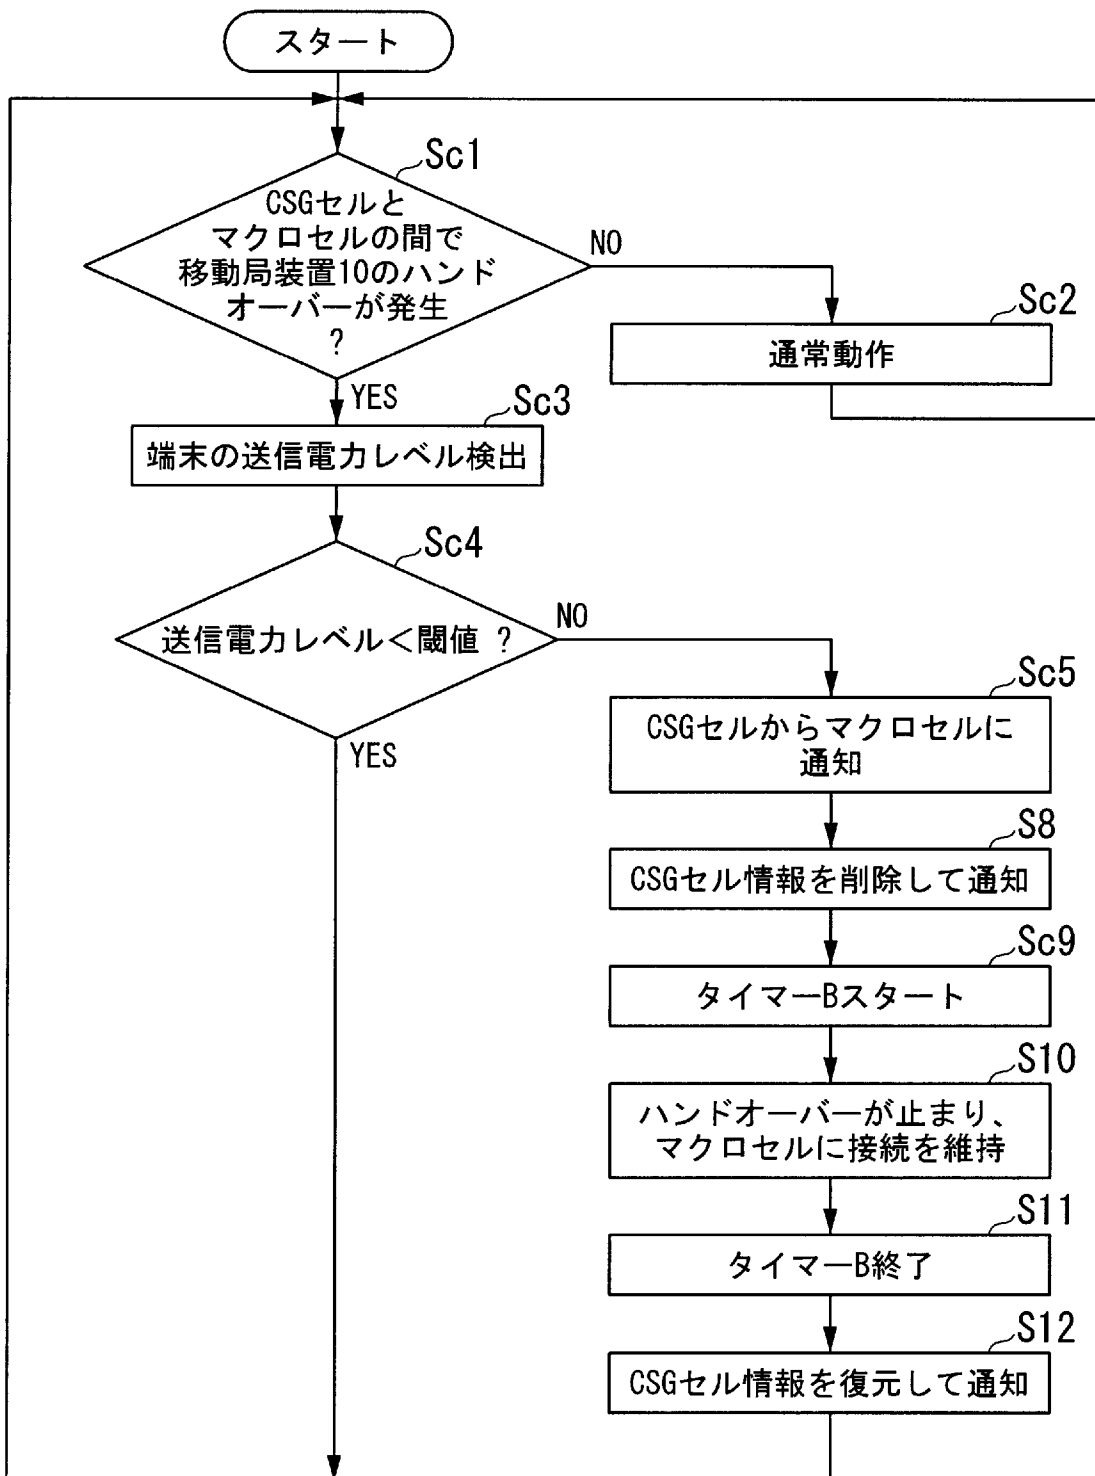 スタート
Sc1
CSGセルと
マクロセルの間で
移動局装置10のハンド
オーバーが発生
?
NO
Sc2
通常動作
YES
Sc3
端末の送信電力レベル検出
Sc4
送信電力レベル<閾値 ?
NO
YES
Sc5
CSGセルからマクロセルに
通知
S8
CSGセル情報を削除して通知
Sc9
タイマーBスタート
S10
ハンドオーバーが止まり、
マクロセルに接続を維持
S11
タイマーB終了
S12
CSGセル情報を復元して通知